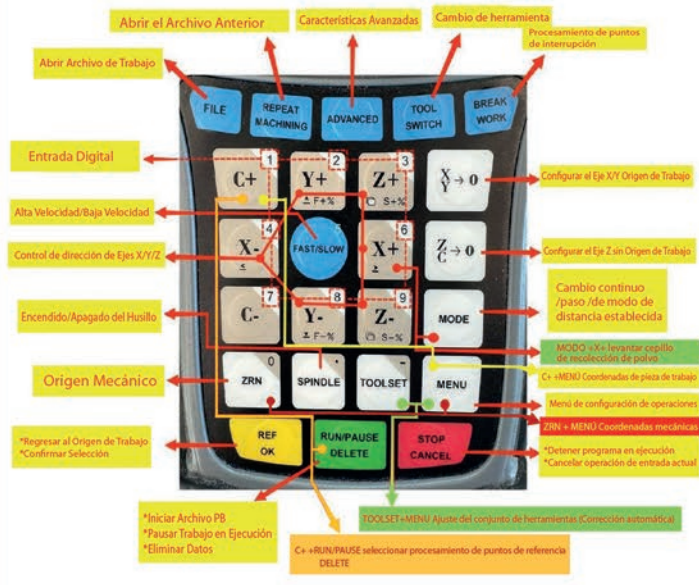 Abrir el Archivo Anterior
Características Avanzadas
Cambio de herramienta
Procesamiento de puntos
de interrupción
Abrir Archivo de Trabajo
FILE
REPEAT
MACHINING
ADVANCED
TOOL
SWITCH
BREAK
WORK
Entrada Digital
C+ 1
Y+ 2
F+%
Z+ 3
S+%
X
Y → 0
Configurar el Eje X/Y Origen de Trabajo
Alta Velocidad/Baja Velocidad
Control de dirección de Ejes X/Y/Z
X- 4
FAST/SLOW 5
X+ 6
Z
C → 0
Configurar el Eje Z sin Origen de Trabajo
Encendido/Apagado del Husillo
C- 7
Y- 8
F-%
Z- 9
S-%
MODE
Cambio continuo
/paso /de modo de
distancia establecida
MODO +X+ levantar cepillo
de recolección de polvo
C+ +MENÚ Coordenadas de pieza de trabajo
Origen Mecánico
ZRN 0
SPINDLE .
TOOLSET -
MENU
Menú de configuración de operaciones
ZRN + MENÚ Coordenadas mecánicas
*Regresar al Origen de Trabajo
*Confirmar Selección
REF
OK
RUN/PAUSE
DELETE
STOP
CANCEL
*Detener programa en ejecución
*Cancelar operación de entrada actual
*Iniciar Archivo PB
*Pausar Trabajo en Ejecución
*Eliminar Datos
TOOLSET+MENU Ajuste del conjunto de herramientas (Corrección automática)
C+ +RUN/PAUSE seleccionar procesamiento de puntos de referencia
DELETE